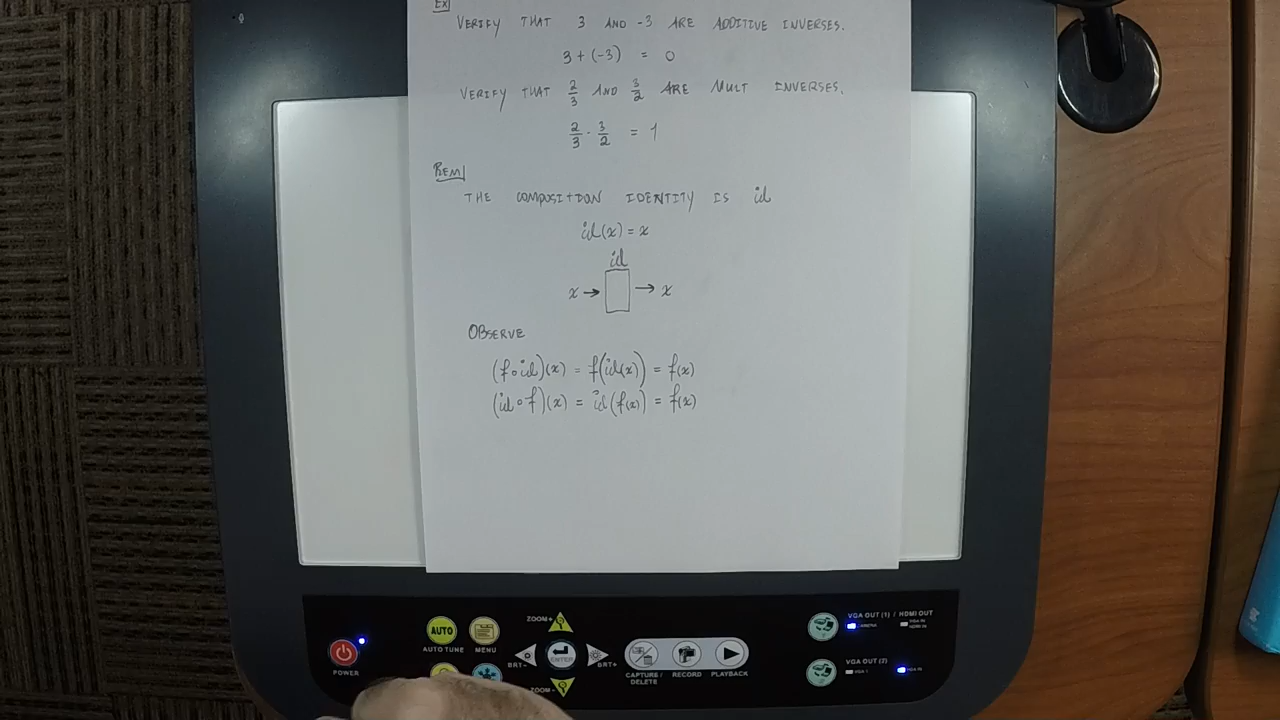 EX
VERIFY THAT 3 AND -3 ARE ADDITIVE INVERSES.
3 + (-3) = 0
VERIFY THAT 2/3 AND 3/2 ARE MULT INVERSES.
2/3 · 3/2 = 1
REM
THE COMPOSITION IDENTITY IS id
id(x) = x
id
x → → x
OBSERVE
(f∘id)(x) = f(id(x)) = f(x)
(id∘f)(x) = id(f(x)) = f(x)
ZOOM+
AUTO
AUTO TUNE
MENU
BRT-
ENTER
BRT+
ZOOM-
POWER
CAPTURE / DELETE
RECORD
PLAYBACK
VGA OUT (1) / HDMI OUT
VGA OUT (2)